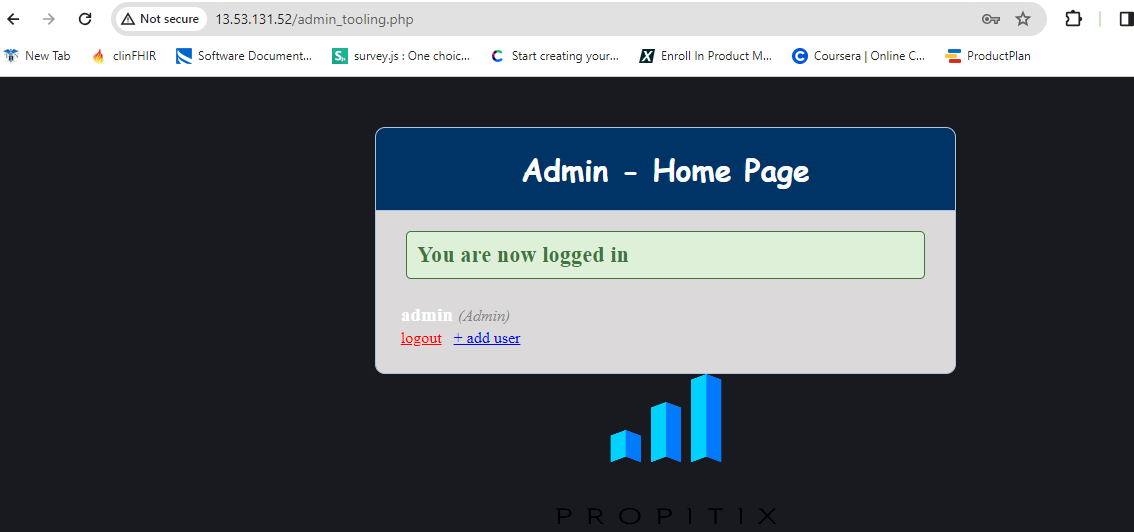 Not secure 13.53.131.52/admin_tooling.php
New Tab clinFHIR Software Document... survey.js : One choic... Start creating your... Enroll In Product M... Coursera | Online C... ProductPlan
Admin - Home Page
You are now logged in
admin (Admin)
logout + add user
PROPITIX